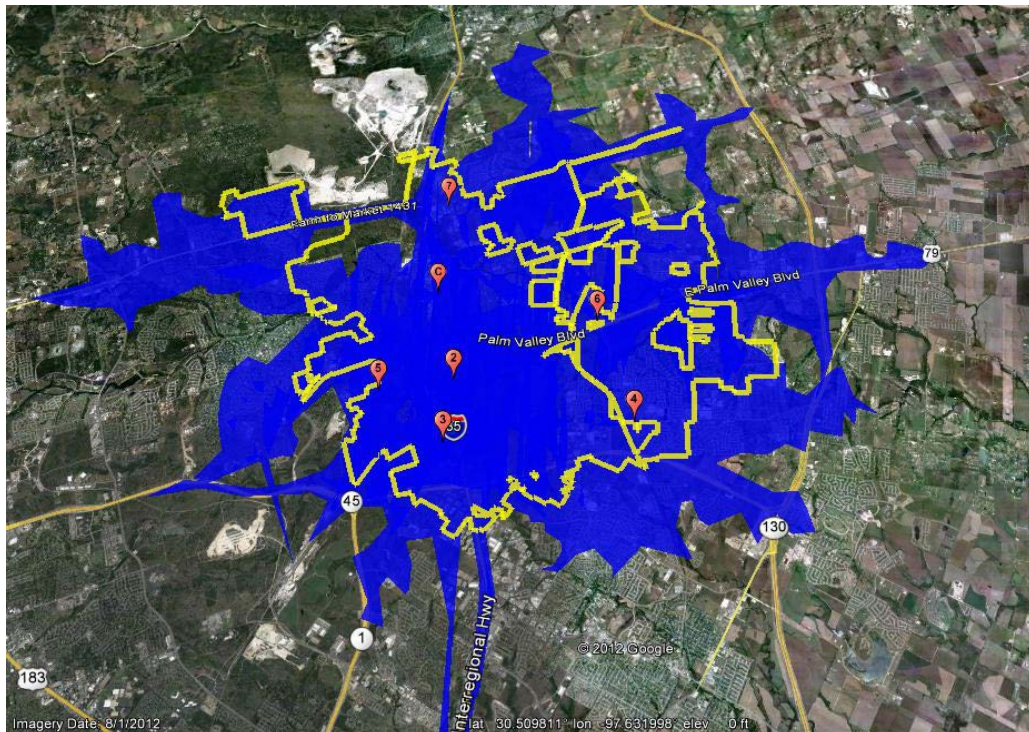 7
Farm to Market 1431
C
79
E Palm Valley Blvd
6
Palm Valley Blvd
2
5
4
3
35
45
130
Interregional Hwy
1
© 2012 Google
183
Imagery Date: 8/1/2012
lat 30.509811° lon -97.631998° elev 0 ft